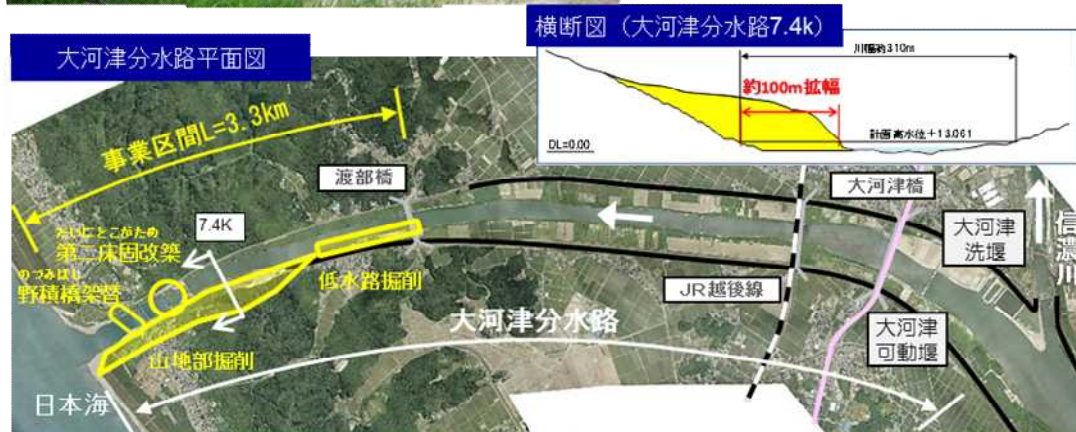 大河津分水路平面図
横断図（大河津分水路7.4k）
川幅約310m
約100m拡幅
計画高水位+13.061
DL=0.00
事業区間L=3.3km
渡部橋
大河津橋
大河津
洗堰
信濃川
7.4K
だいにとこがため
第二床固改築
のづみばし
野積橋架替
低水路掘削
JR越後線
大河津
可動堰
大河津分水路
山地部掘削
日本海